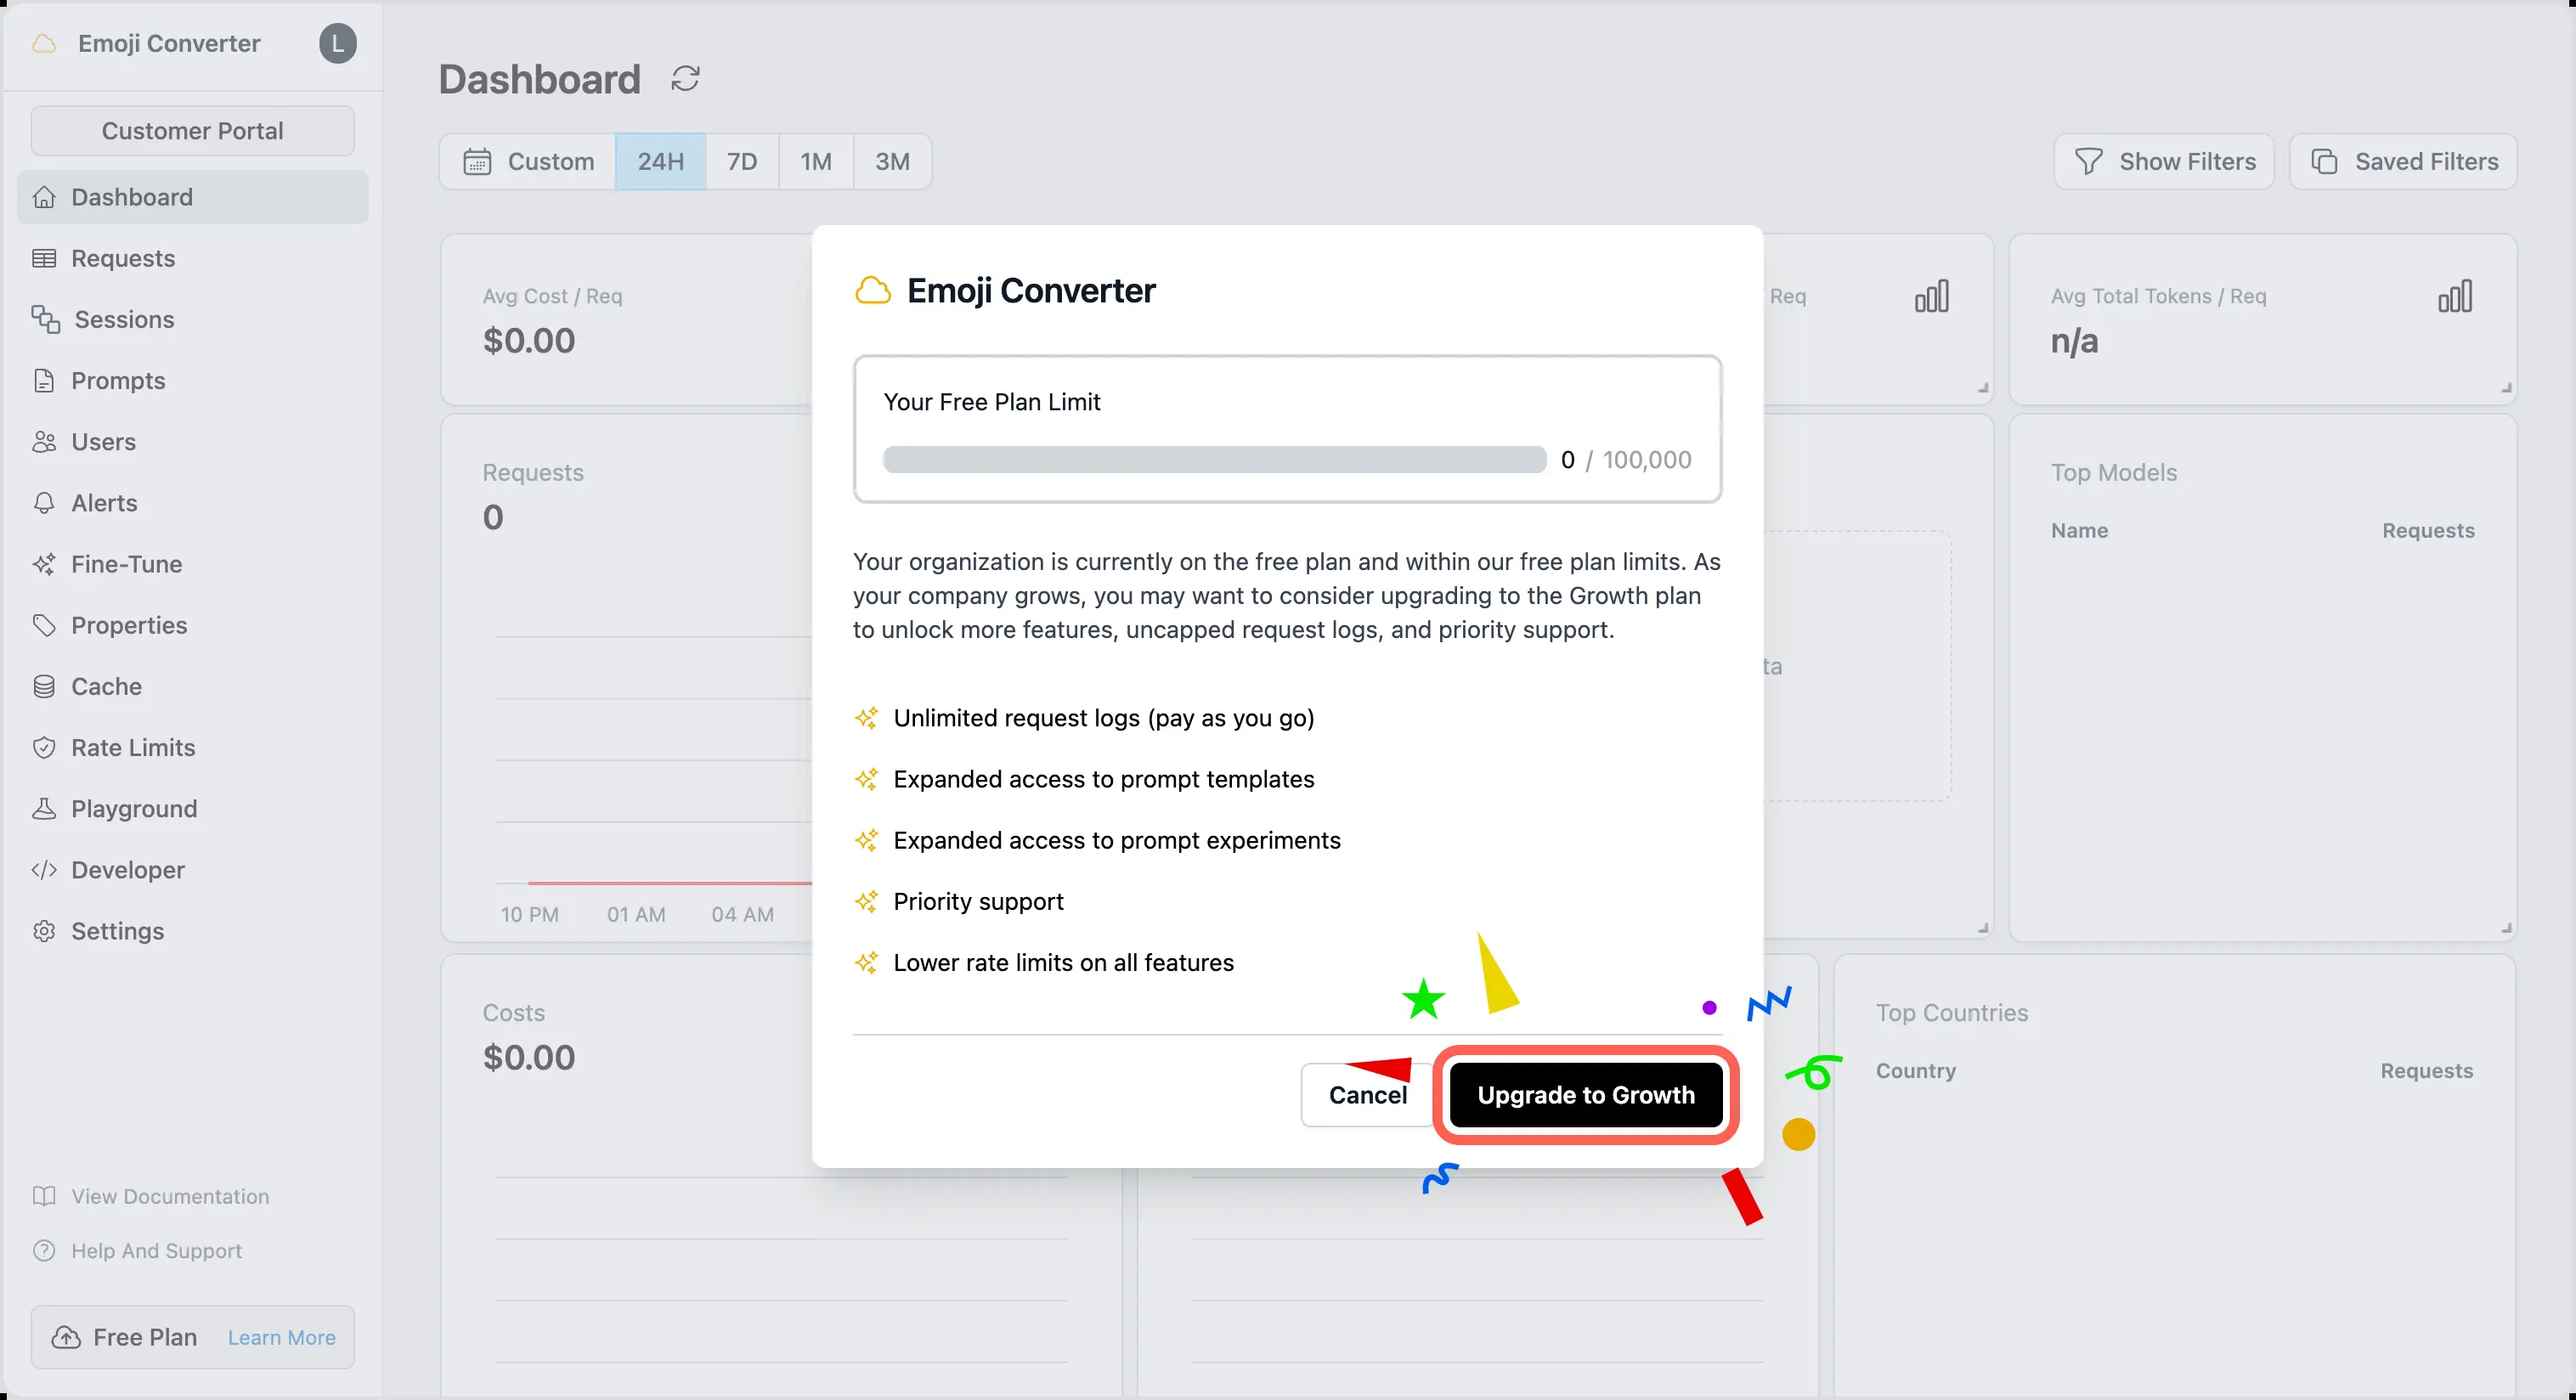 Emoji Converter
L
Customer Portal
Dashboard
Requests
Sessions
Prompts
Users
Alerts
Fine-Tune
Properties
Cache
Rate Limits
Playground
Developer
Settings
View Documentation
Help And Support
Free Plan Learn More
Dashboard
Custom 24H 7D 1M 3M
Show Filters Saved Filters
Avg Cost / Req
$0.00
/ Req
Avg Total Tokens / Req
n/a
Requests
0
10 PM 01 AM 04 AM
Top Models
Name Requests
Costs
$0.00
Top Countries
Country Requests
Emoji Converter
Your Free Plan Limit
0 / 100,000
Your organization is currently on the free plan and within our free plan limits. As
your company grows, you may want to consider upgrading to the Growth plan
to unlock more features, uncapped request logs, and priority support.
Unlimited request logs (pay as you go)
Expanded access to prompt templates
Expanded access to prompt experiments
Priority support
Lower rate limits on all features
Cancel Upgrade to Growth